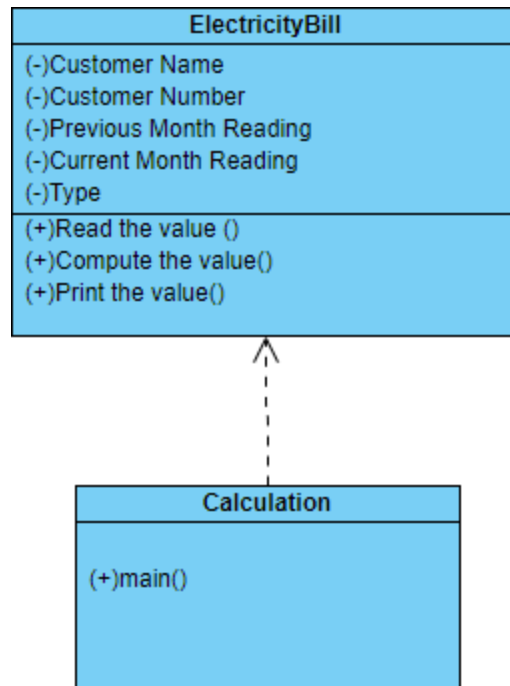 ElectricityBill
(-)Customer Name
(-)Customer Number
(-)Previous Month Reading
(-)Current Month Reading
(-)Type
(+)Read the value ()
(+)Compute the value()
(+)Print the value()
Calculation
(+)main()